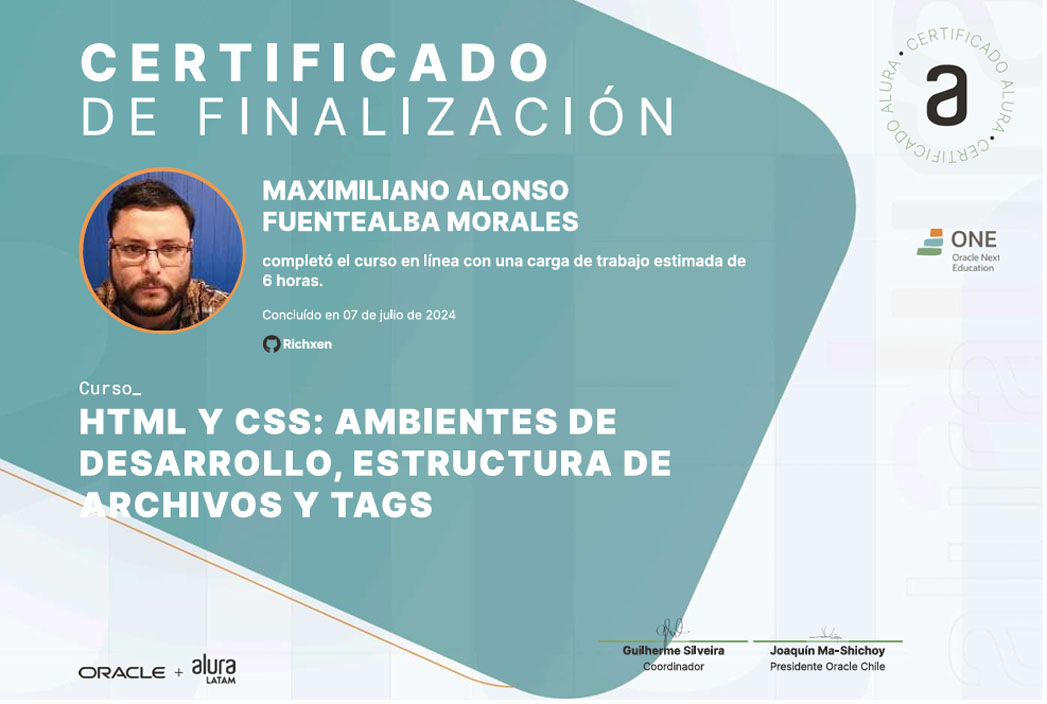 CERTIFICADO
DE FINALIZACIÓN
CERTIFICADO ALURA • CERTIFICADO ALURA •
a
MAXIMILIANO ALONSO
FUENTEALBA MORALES
completó el curso en línea con una carga de trabajo estimada de
6 horas.
Concluído en 07 de julio de 2024
Richxen
ONE
Oracle Next
Education
Curso_
HTML Y CSS: AMBIENTES DE
DESARROLLO, ESTRUCTURA DE
ARCHIVOS Y TAGS
ORACLE + alura
LATAM
Guilherme Silveira
Coordinador
Joaquín Ma-Shichoy
Presidente Oracle Chile